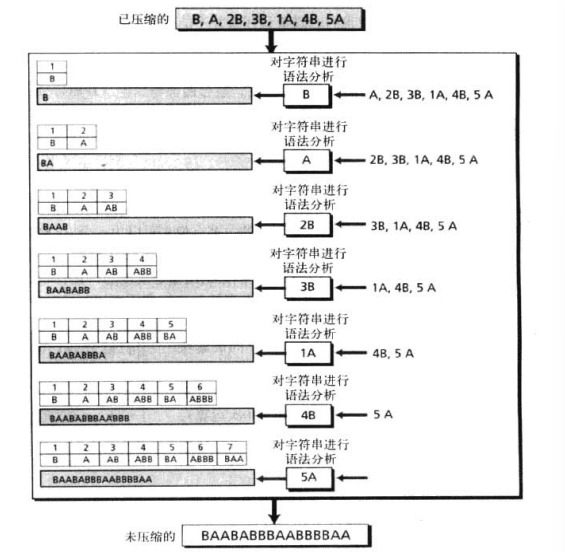 已压缩的 B, A, 2B, 3B, 1A, 4B, 5A
对字符串进行
语法分析
1
B
B B A, 2B, 3B, 1A, 4B, 5 A
对字符串进行
语法分析
1 2
B A
BA A 2B, 3B, 1A, 4B, 5 A
对字符串进行
语法分析
1 2 3
B A AB
BAAB 2B 3B, 1A, 4B, 5 A
对字符串进行
语法分析
1 2 3 4
B A AB ABB
BAABABB 3B 1A, 4B, 5 A
对字符串进行
语法分析
1 2 3 4 5
B A AB ABB BA
BAABABBBA 1A 4B, 5 A
对字符串进行
语法分析
1 2 3 4 5 6
B A AB ABB BA ABBB
BAABABBBAABBB 4B 5 A
对字符串进行
语法分析
1 2 3 4 5 6 7
B A AB ABB BA ABBB BAA
BAABABBBAABBBBAA 5A
未压缩的 BAABABBBAABBBBAA